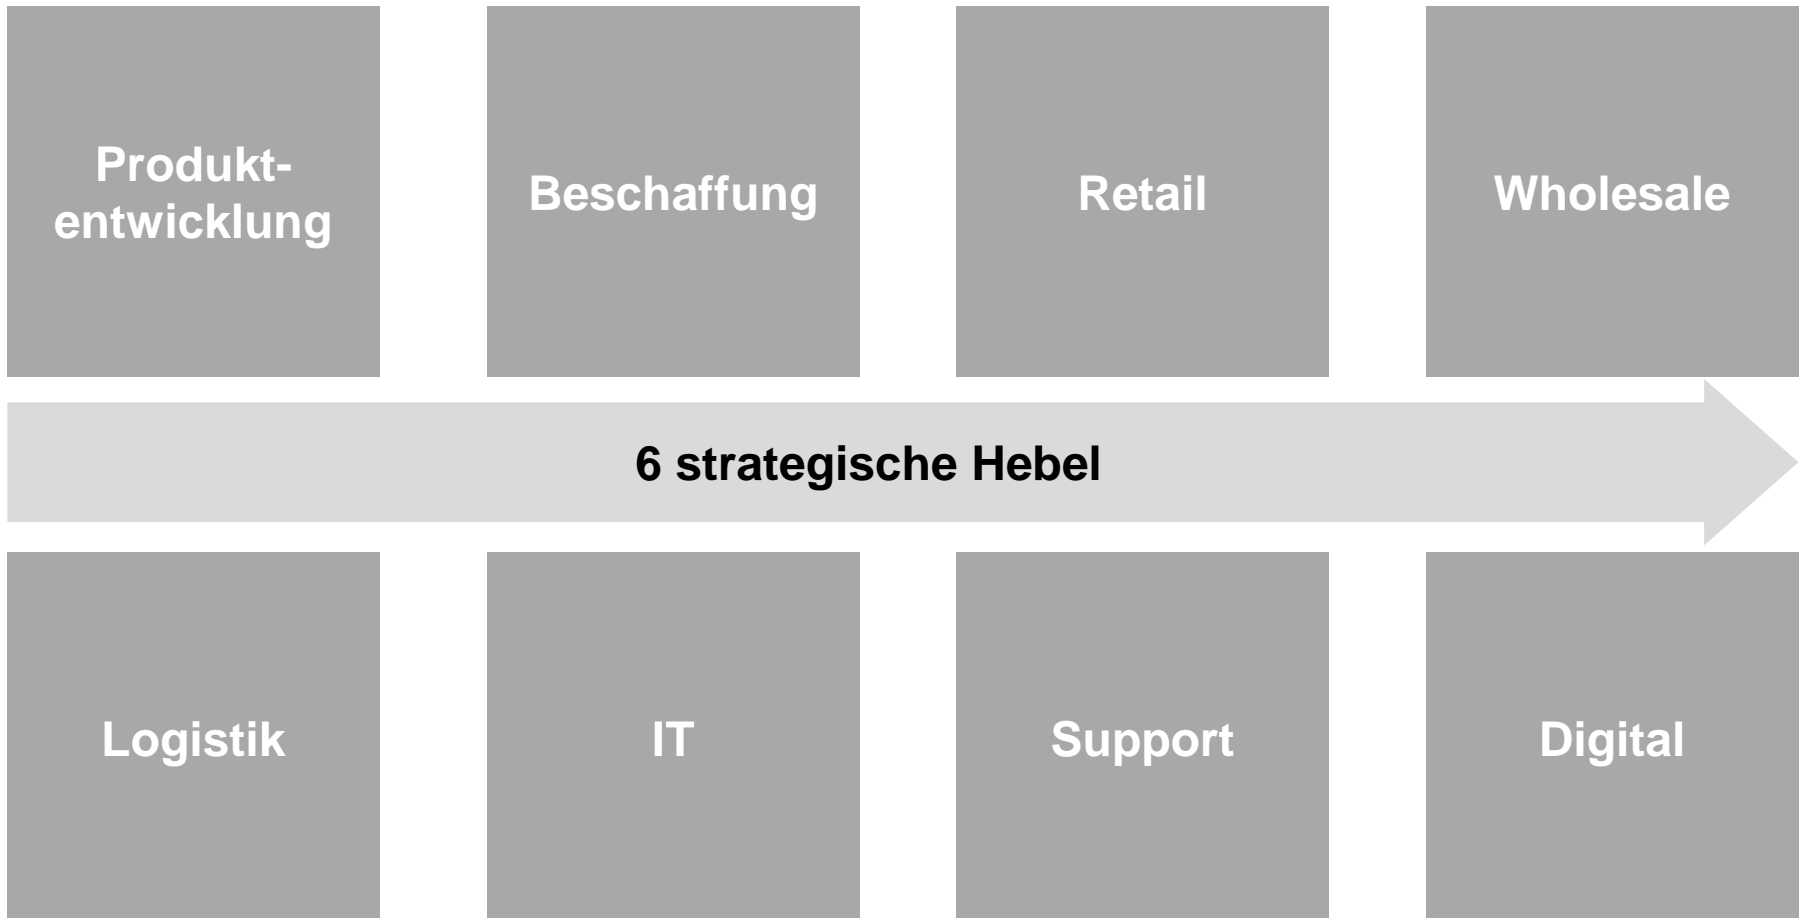 Produkt-
entwicklung
Beschaffung
Retail
Wholesale
6 strategische Hebel
Logistik
IT
Support
Digital